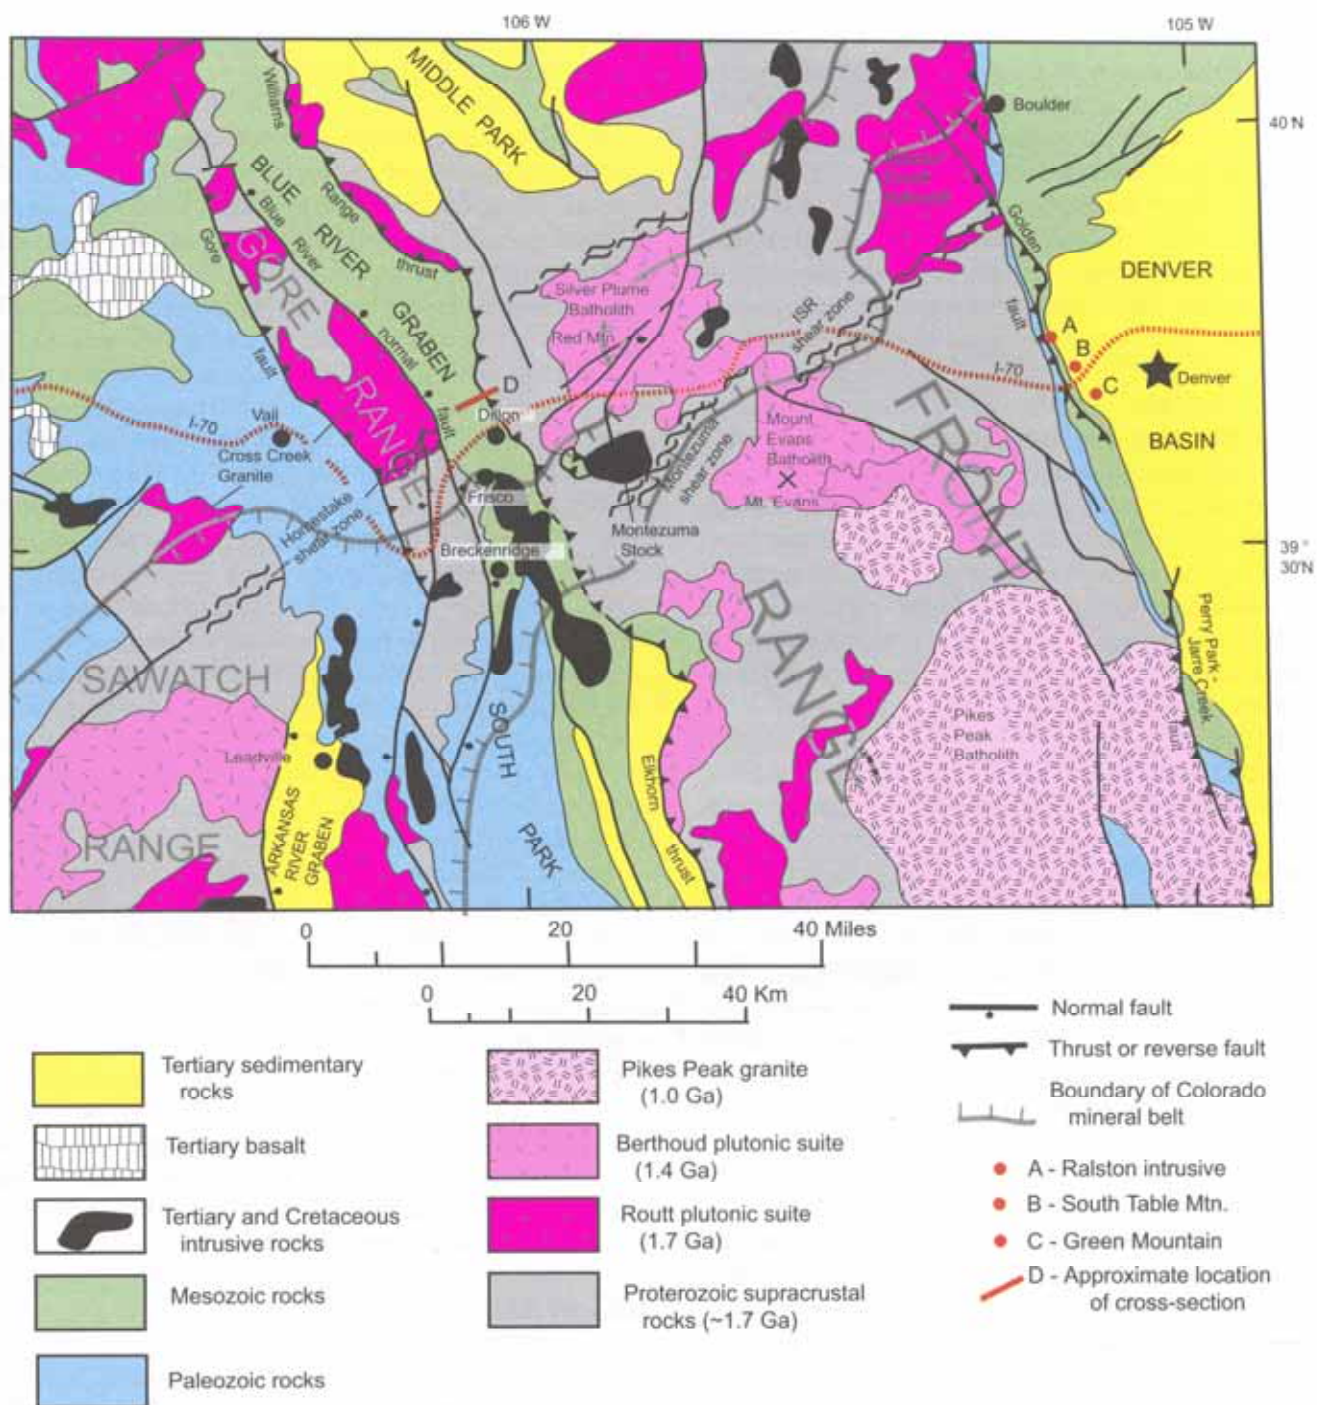 106 W
105 W
MIDDLE PARK
Williams
Range
thrust
Boulder
40 N
BLUE
RIVER
GRABEN
Blue
River
normal
fault
Gore
fault
GORE
RANGE
Golden
fault
DENVER
BASIN
Silver Plume
Batholith
Red Mtn
ISR
shear zone
A
B
C
D
I-70
Denver
Dillon
Vail
I-70
Cross Creek
Granite
Frisco
Homestake
shear zone
Breckenridge
Montezuma
shear zone
Montezuma
Stock
Mount
Evans
Batholith
Mt. Evans
FRONT
RANGE
39 °
30'N
Perry Park -
Jarre Creek
fault
SAWATCH
RANGE
Leadville
ARKANSAS
RIVER
GRABEN
SOUTH
PARK
Elkhorn
thrust
Pikes
Peak
Batholith
0 20 40 Miles
0 20 40 Km
Tertiary sedimentary
rocks
Tertiary basalt
Tertiary and Cretaceous
intrusive rocks
Mesozoic rocks
Paleozoic rocks
Pikes Peak granite
(1.0 Ga)
Berthoud plutonic suite
(1.4 Ga)
Routt plutonic suite
(1.7 Ga)
Proterozoic supracrustal
rocks (~1.7 Ga)
Normal fault
Thrust or reverse fault
Boundary of Colorado
mineral belt
A - Ralston intrusive
B - South Table Mtn.
C - Green Mountain
D - Approximate location
of cross-section